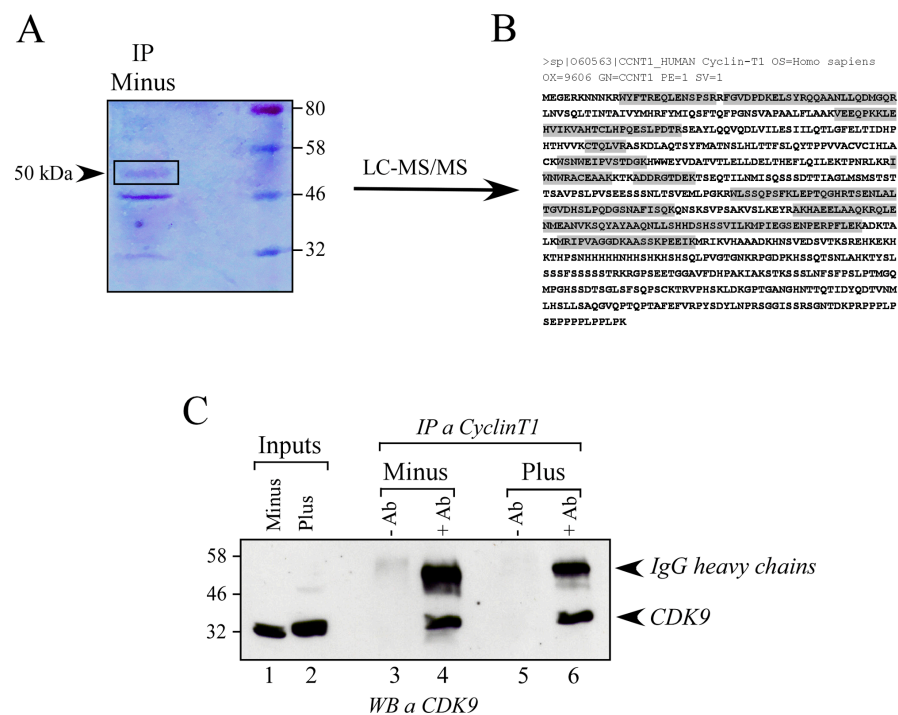 A
IP
Minus
50 kDa
80
58
46
32
LC-MS/MS
B
>sp|O60563|CCNT1_HUMAN Cyclin-T1 OS=Homo sapiens
OX=9606 GN=CCNT1 PE=1 SV=1
MEGERKNNNKRWYFTREQLENSPSRRFGVDPDKELSYRQQAANLLQDMGQR
LNVSQLTINTAIVYMHRFYMIQSFTQFPGNSVAPAALFLAAKVEEQPKKLE
HVIKVAHTCLHPQESLPDTRSEAYLQQVQDLVILESIILQTLGFELTIDHP
HTHVVKCTQLVRASKDLAQTSYFMATNSLHLTTFSLQYTPPVVACVCIHLA
CKWSNWEIPVSTDGKHWWEYVDATVTLELLDELTHEFLQILEKTPNRLKRI
WNWRACEAAKKTKADDRGTDEKTSEQTILNMISQSSSDTTIAGLMSMSTST
TSAVPSLPVSEESSSNLTSVEMLPGKRWLSSQPSFKLEPTQGHRTSENLAL
TGVDHSLPQDGSNAFISQKQNSKSVPSAKVSLKEYRAKHAEELAAQKRQLE
NMEANVKSQYAYAAQNLLSHHDSHSSVILKMPIEGSENPERPFLEKADKTA
LKMRIPVAGGDKAASSKPEEIKMRIKVHAAADKHNSVEDSVTKSREHKEKH
KTHPSNHHHHHNHHSHKHSHSQLPVGTGNKRPGDPKHSSQTSNLAHKTYSL
SSSFSSSSSTRKRGPSEETGGAVFDHPAKIAKSTKSSSLNFSFPSLPTMGQ
MPGHSSDTSGLSFSQPSCKTRVPHSKLDKGPTGANGHNTTQTIDYQDTVNM
LHSLLSAQGVQPTQPTAFEFVRPYSDYLNPRSGGISSRSGNTDKPRPPPLP
SEPPPPLPPLPK
C
IP a CyclinT1
Inputs
Minus
Plus
Minus
Plus
- Ab
+ Ab
- Ab
+ Ab
58
46
32
IgG heavy chains
CDK9
1 2 3 4 5 6
WB a CDK9